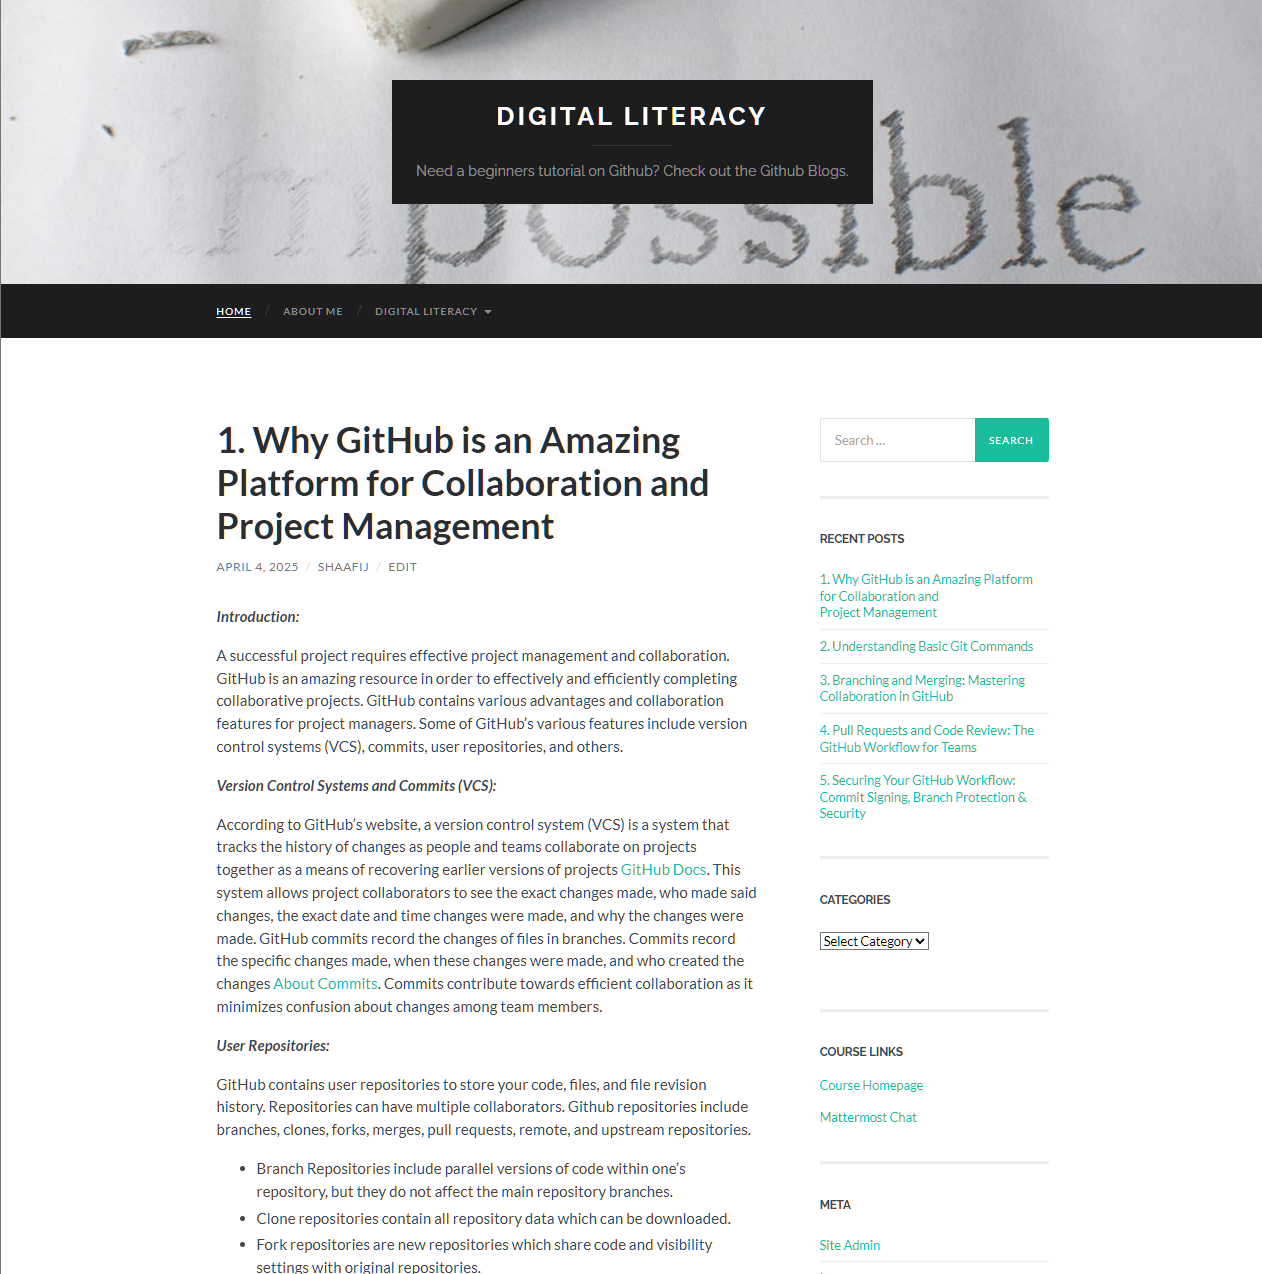 impossible
DIGITAL LITERACY
Need a beginners tutorial on Github? Check out the Github Blogs.
HOME / ABOUT ME / DIGITAL LITERACY
1. Why GitHub is an Amazing
Platform for Collaboration and
Project Management
APRIL 4, 2025 / SHAAFIJ / EDIT
Introduction:
A successful project requires effective project management and collaboration.
GitHub is an amazing resource in order to effectively and efficiently completing
collaborative projects. GitHub contains various advantages and collaboration
features for project managers. Some of GitHub’s various features include version
control systems (VCS), commits, user repositories, and others.
Version Control Systems and Commits (VCS):
According to GitHub’s website, a version control system (VCS) is a system that
tracks the history of changes as people and teams collaborate on projects
together as a means of recovering earlier versions of projects GitHub Docs. This
system allows project collaborators to see the exact changes made, who made said
changes, the exact date and time changes were made, and why the changes were
made. GitHub commits record the changes of files in branches. Commits record
the specific changes made, when these changes were made, and who created the
changes About Commits. Commits contribute towards efficient collaboration as it
minimizes confusion about changes among team members.
User Repositories:
GitHub contains user repositories to store your code, files, and file revision
history. Repositories can have multiple collaborators. Github repositories include
branches, clones, forks, merges, pull requests, remote, and upstream repositories.
• Branch Repositories include parallel versions of code within one’s
repository, but they do not affect the main repository branches.
• Clone repositories contain all repository data which can be downloaded.
• Fork repositories are new repositories which share code and visibility
settings with original repositories.
Search …
SEARCH
RECENT POSTS
1. Why GitHub is an Amazing Platform
for Collaboration and
Project Management
2. Understanding Basic Git Commands
3. Branching and Merging: Mastering
Collaboration in GitHub
4. Pull Requests and Code Review: The
GitHub Workflow for Teams
5. Securing Your GitHub Workflow:
Commit Signing, Branch Protection &
Security
CATEGORIES
Select Category
COURSE LINKS
Course Homepage
Mattermost Chat
META
Site Admin